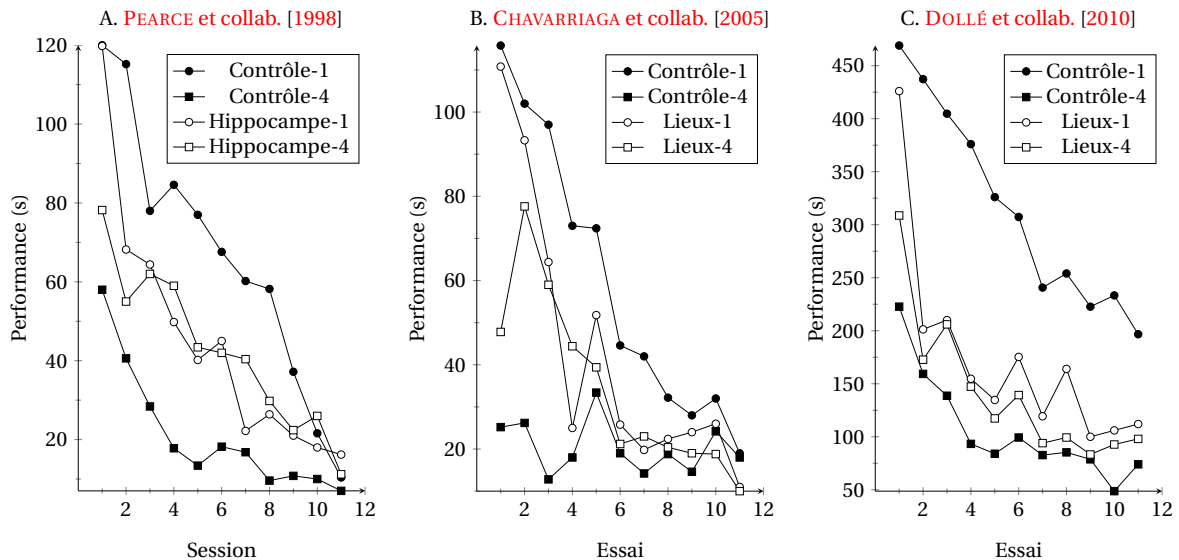 A. PEARCE et collab. [1998]
Performance (s)
120
100
80
60
40
20
2 4 6 8 10 12
Session
Contrôle-1
Contrôle-4
Hippocampe-1
Hippocampe-4
B. CHAVARRIAGA et collab. [2005]
Performance (s)
100
80
60
40
20
2 4 6 8 10 12
Essai
Contrôle-1
Contrôle-4
Lieux-1
Lieux-4
C. DOLLÉ et collab. [2010]
Performance (s)
450
400
350
300
250
200
150
100
50
2 4 6 8 10 12
Essai
Contrôle-1
Contrôle-4
Lieux-1
Lieux-4